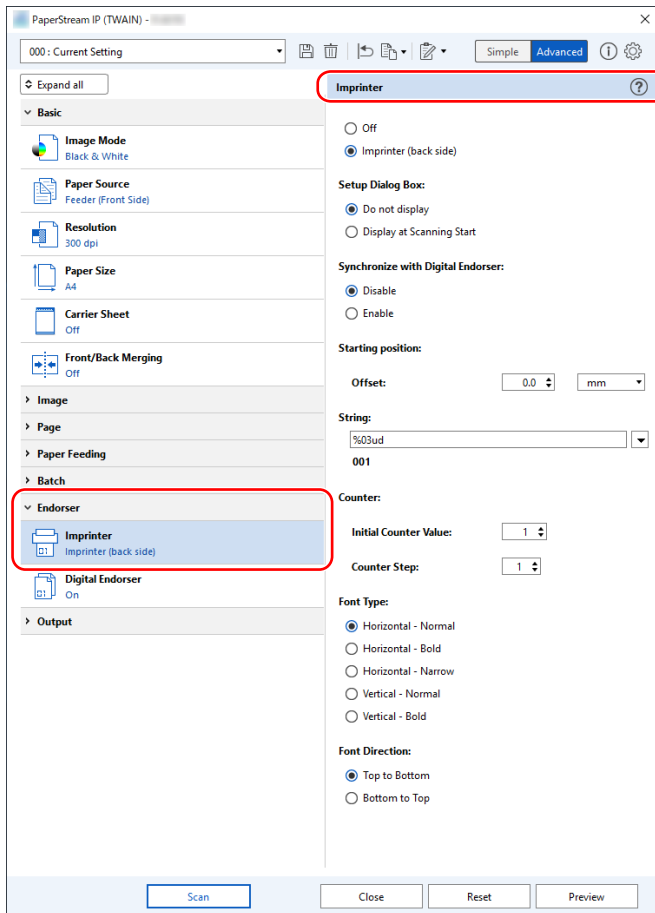 PaperStream IP (TWAIN) -
000 : Current Setting
Simple Advanced
Expand all
Basic
Image Mode
Black & White
Paper Source
Feeder (Front Side)
Resolution
300 dpi
Paper Size
A4
Carrier Sheet
Off
Front/Back Merging
Off
Image
Page
Paper Feeding
Batch
Endorser
Imprinter
Imprinter (back side)
Digital Endorser
On
Output
Imprinter
Off
Imprinter (back side)
Setup Dialog Box:
Do not display
Display at Scanning Start
Synchronize with Digital Endorser:
Disable
Enable
Starting position:
Offset: 0.0 mm
String:
%03ud
001
Counter:
Initial Counter Value: 1
Counter Step: 1
Font Type:
Horizontal - Normal
Horizontal - Bold
Horizontal - Narrow
Vertical - Normal
Vertical - Bold
Font Direction:
Top to Bottom
Bottom to Top
Scan Close Reset Preview